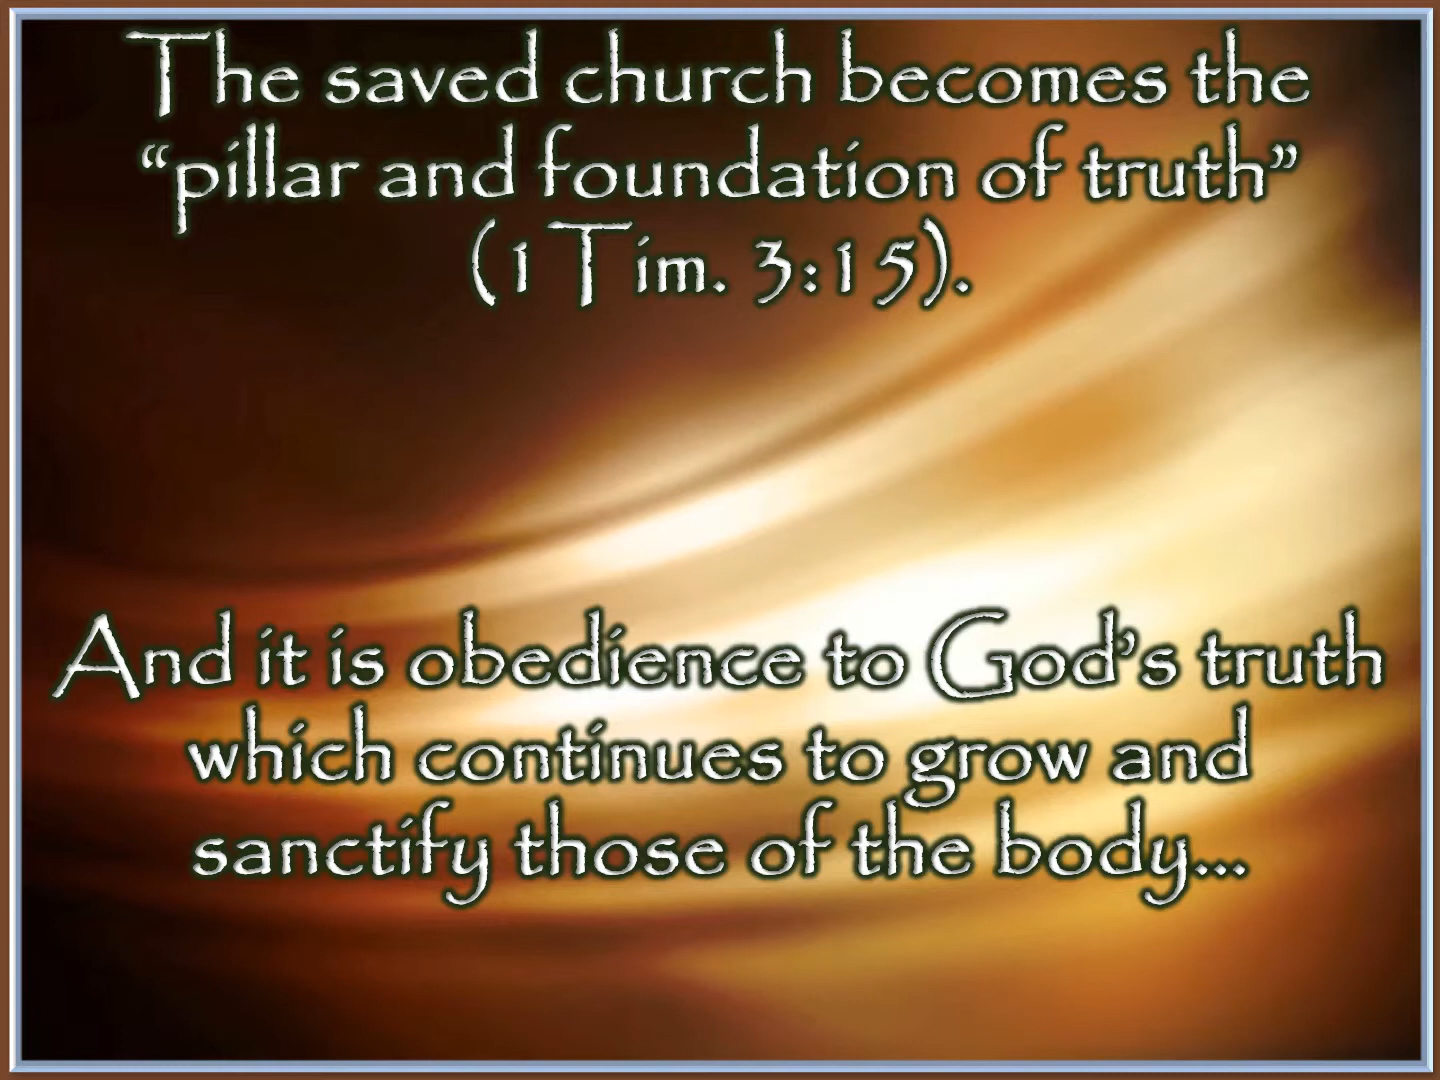 The saved church becomes the
“pillar and foundation of truth”
(1 Tim. 3:15).
And it is obedience to God’s truth
which continues to grow and
sanctify those of the body...